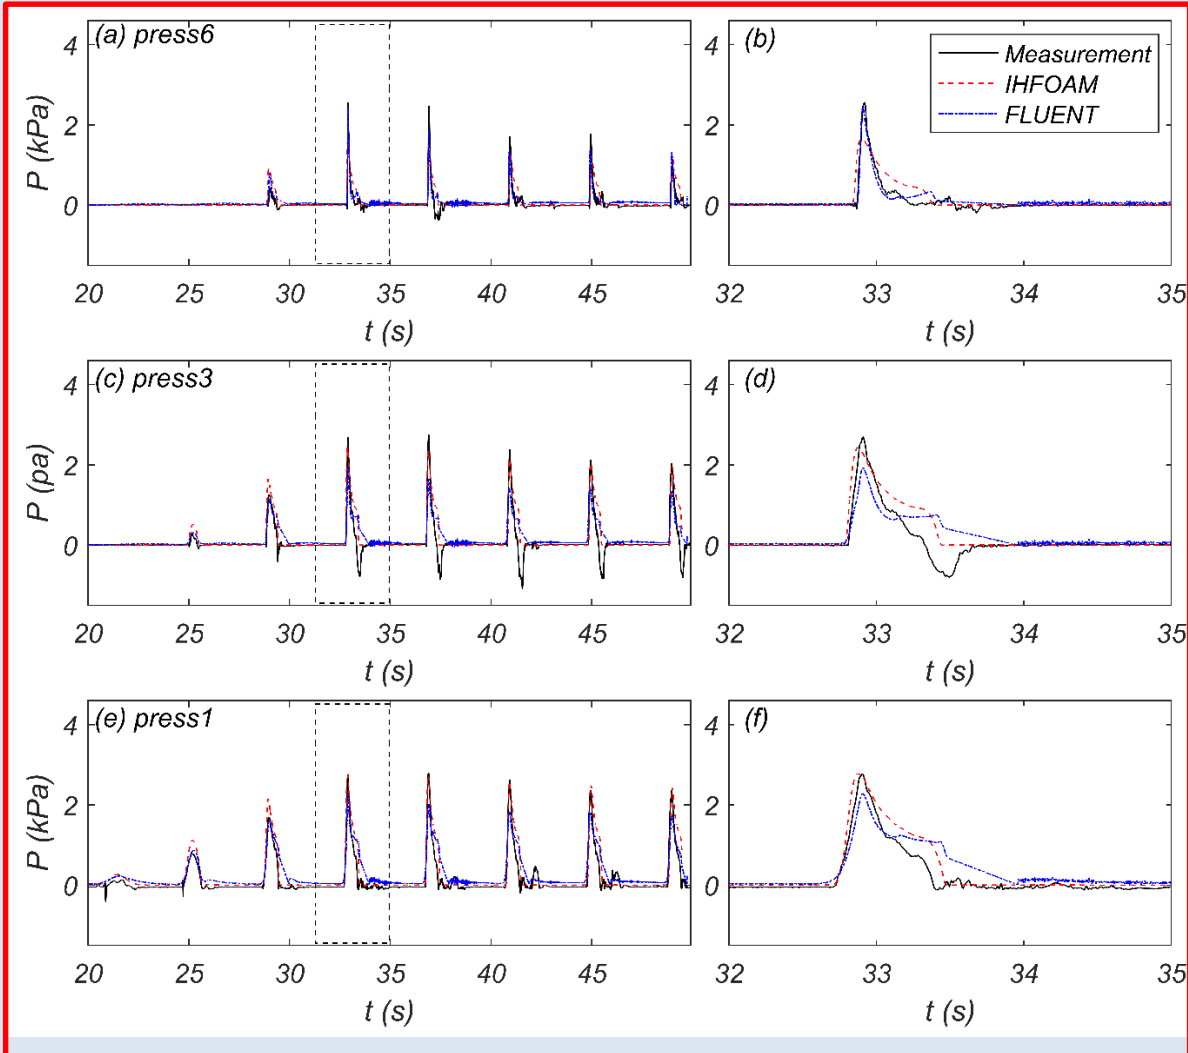 (a) press6
P (kPa)
4
2
0
20 25 30 35 40 45
t (s)
(b)
Measurement
IHFOAM
FLUENT
4
2
0
32 33 34 35
t (s)
(c) press3
P (pa)
4
2
0
20 25 30 35 40 45
t (s)
(d)
4
2
0
32 33 34 35
t (s)
(e) press1
P (kPa)
4
2
0
20 25 30 35 40 45
t (s)
(f)
4
2
0
32 33 34 35
t (s)